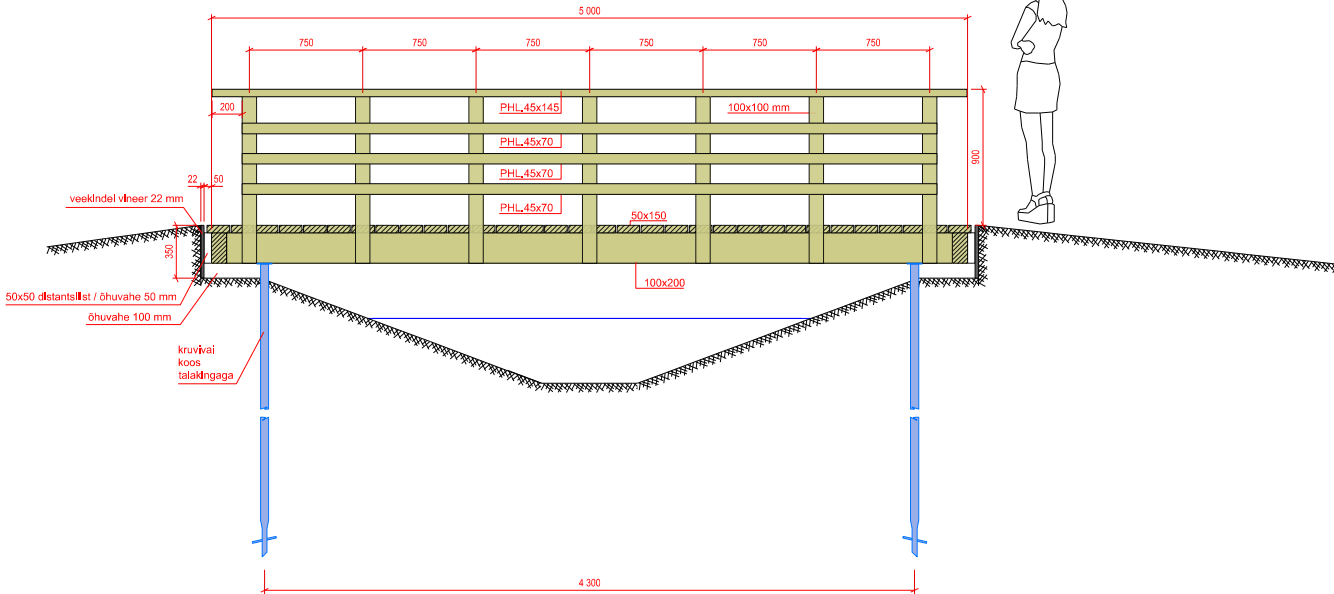 5 000
750
750
750
750
750
750
200
PHL.45x145
100x100 mm
PHL.45x70
900
PHL.45x70
22
50
veekindel vineer 22 mm
PHL.45x70
50x150
350
100x200
50x50 distantsliist / õhuvahe 50 mm
õhuvahe 100 mm
kruvivai
koos
talakingaga
4 300